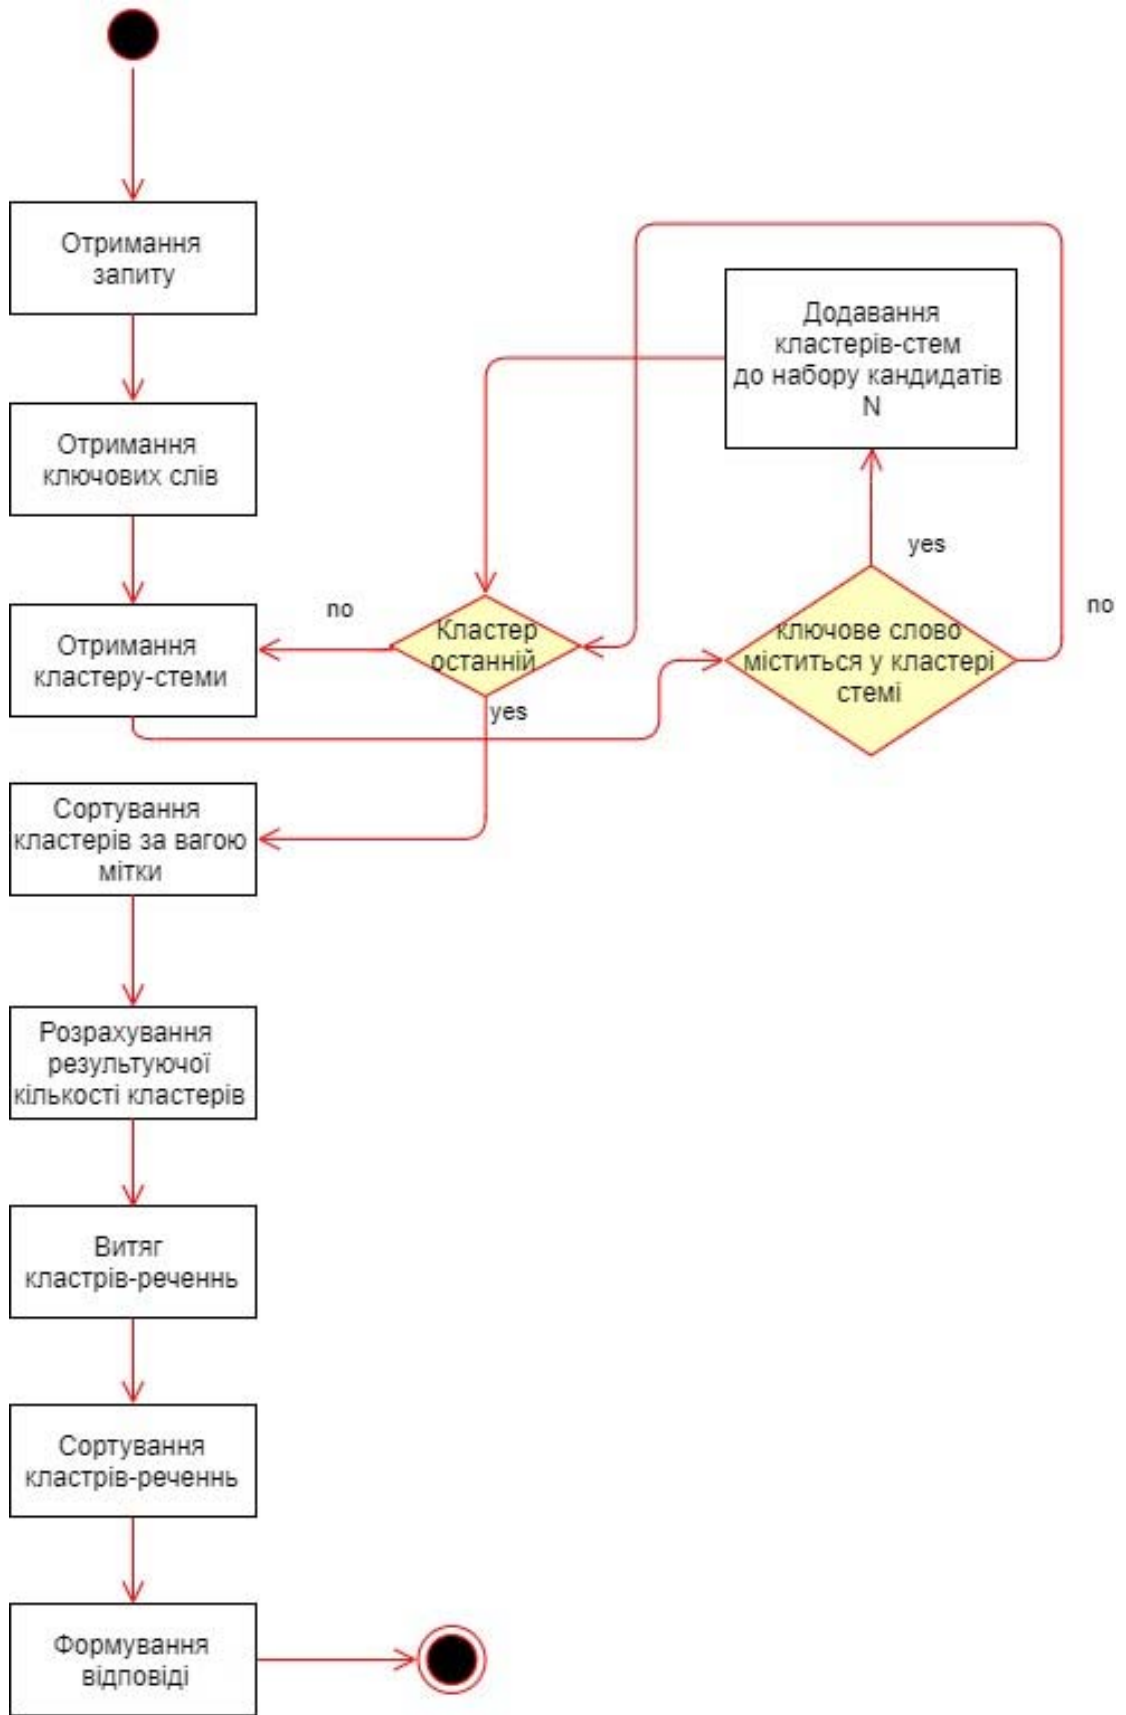 Отримання
запиту
Додавання
кластерів-стем
до набору кандидатів
N
Отримання
ключових слів
yes
no
no
Кластер
останній
ключове слово
міститься у кластері
стемі
Отримання
кластеру-стеми
yes
Сортування
кластерів за вагою
мітки
Розрахування
результуючої
кількості кластерів
Витяг
кластрів-реченнь
Сортування
кластрів-реченнь
Формування
відповіді